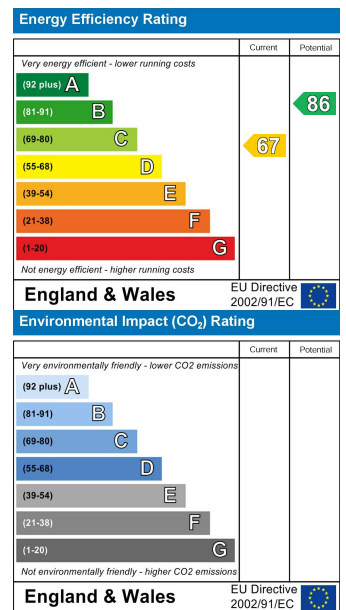 Energy Efficiency Rating
Current Potential
Very energy efficient - lower running costs
(92 plus) A
(81-91) B
(69-80) C
(55-68) D
(39-54) E
(21-38) F
(1-20) G
67
86
Not energy efficient - higher running costs
England & Wales
EU Directive
2002/91/EC
Environmental Impact (CO₂) Rating
Current Potential
Very environmentally friendly - lower CO2 emissions
(92 plus) A
(81-91) B
(69-80) C
(55-68) D
(39-54) E
(21-38) F
(1-20) G
Not environmentally friendly - higher CO2 emissions
England & Wales
EU Directive
2002/91/EC